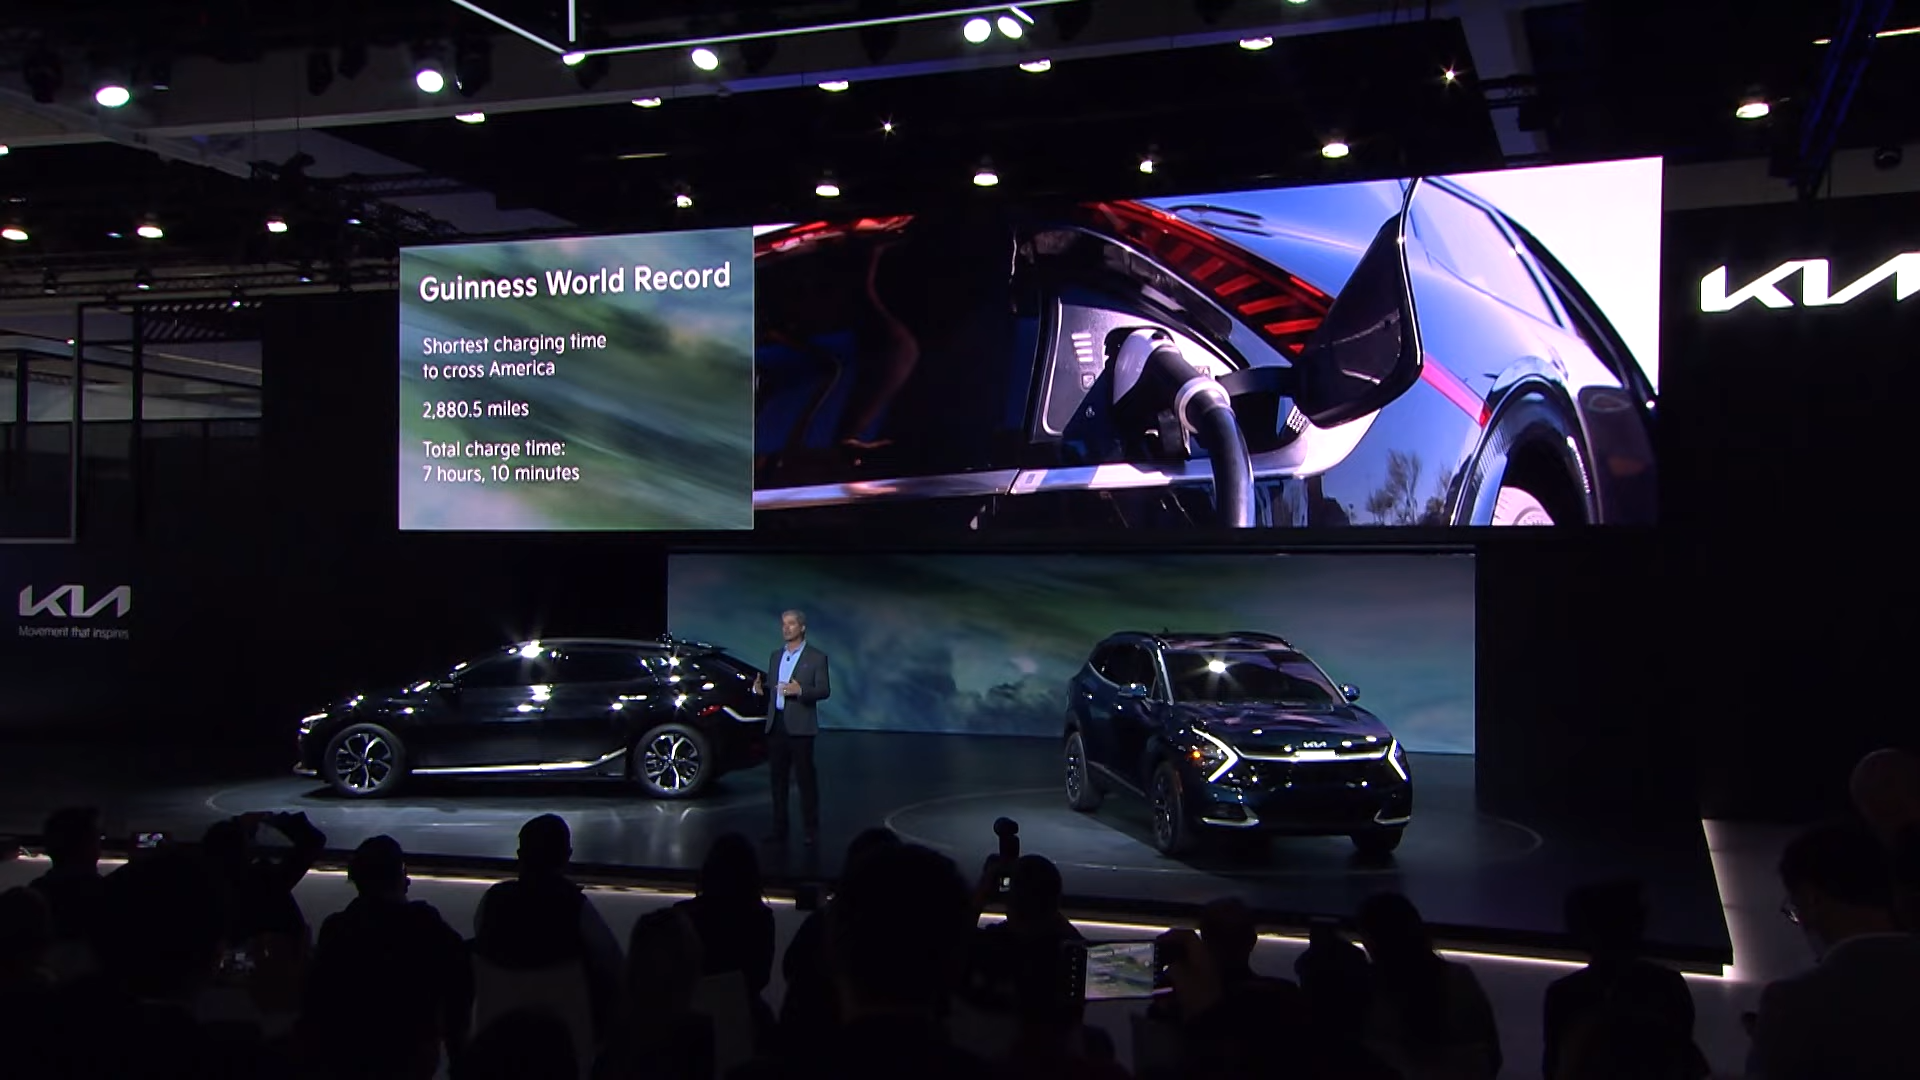 Guinness World Record
Shortest charging time
to cross America
2,880.5 miles
Total charge time:
7 hours, 10 minutes
KIA
KIA
Movement that inspires
KIA